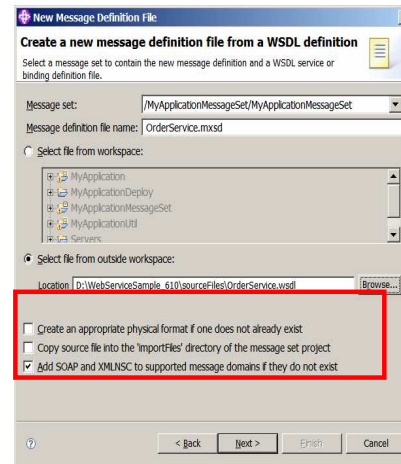 New Message Definition File
Create a new message definition file from a WSDL definition
Select a message set to contain the new message definition and a WSDL service or
binding definition file.
Message set: /MyApplicationMessageSet/MyApplicationMessageSet
Message definition file name: OrderService.mxsd
Select file from workspace:
MyApplication
MyApplicationDeploy
MyApplicationMessageSet
MyApplicationUtil
Servers
Select file from outside workspace:
Location D:\WebServiceSample_610\sourceFiles\OrderService.wsdl Browse...
Create an appropriate physical format if one does not already exist
Copy source file into the 'importFiles' directory of the message set project
Add SOAP and XMLNSC to supported message domains if they do not exist
? < Back Next > Finish Cancel